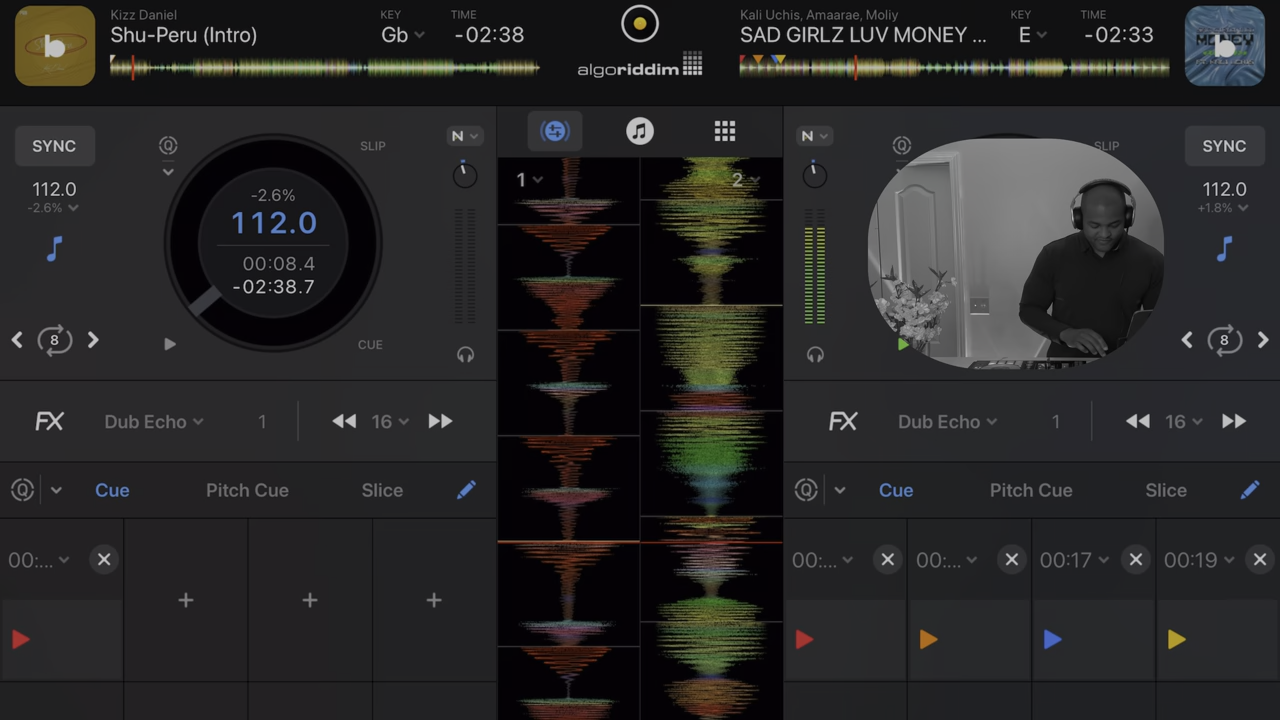 Kizz Daniel
Shu-Peru (Intro)
KEY
Gb
TIME
-02:38
algoriddim
Kali Uchis, Amaarae, Moliy
SAD GIRLZ LUV MONEY ...
KEY
E
TIME
-02:33
MONEY
SYNC
112.0
-2.6%
Q
SLIP
N
-2.6%
112.0
00:08.4
-02:38.7
8
CUE
1
2
N
Q
SLIP
SYNC
112.0
+1.8%
8
FX
Dub Echo
1
16
FX
Dub Echo
1
16
Q
Cue
Pitch Cue
Slice
Q
Cue
Pitch Cue
Slice
00:...
00:...
00:...
00:17
00:19